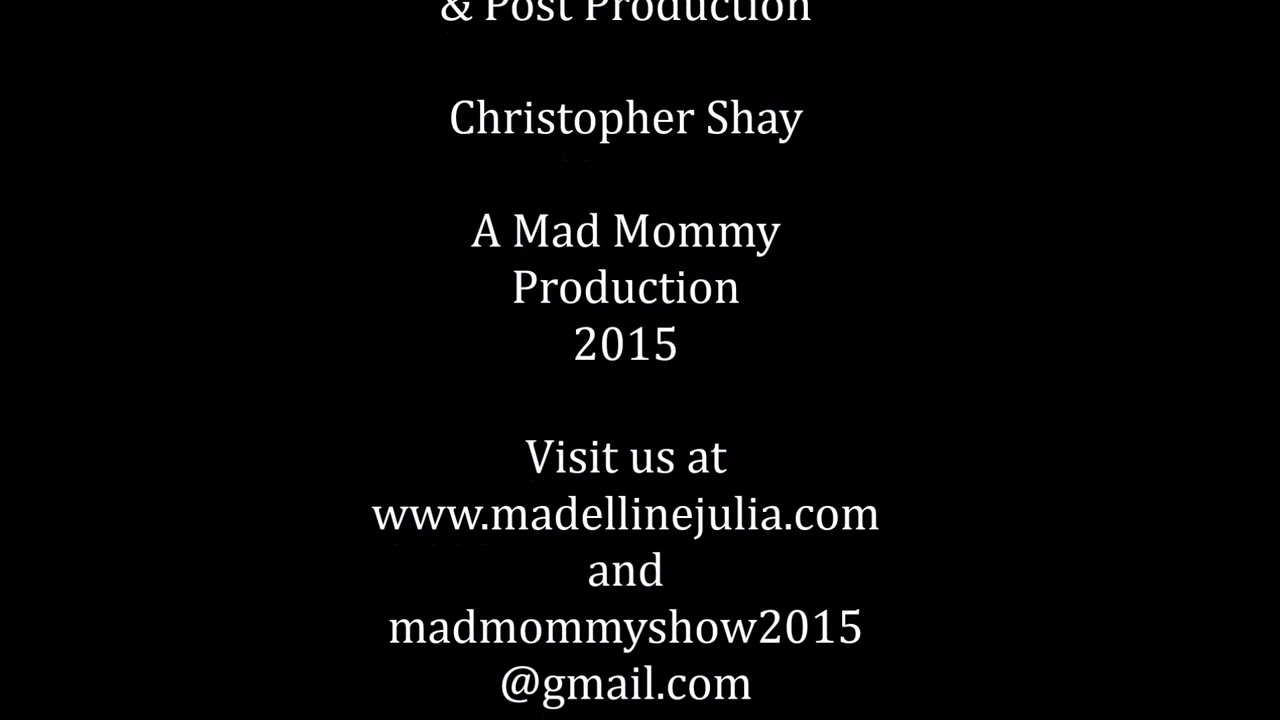 & Post Production
Christopher Shay
A Mad Mommy
Production
2015
Visit us at
www.madellinejulia.com
and
madmommyshow2015
@gmail.com